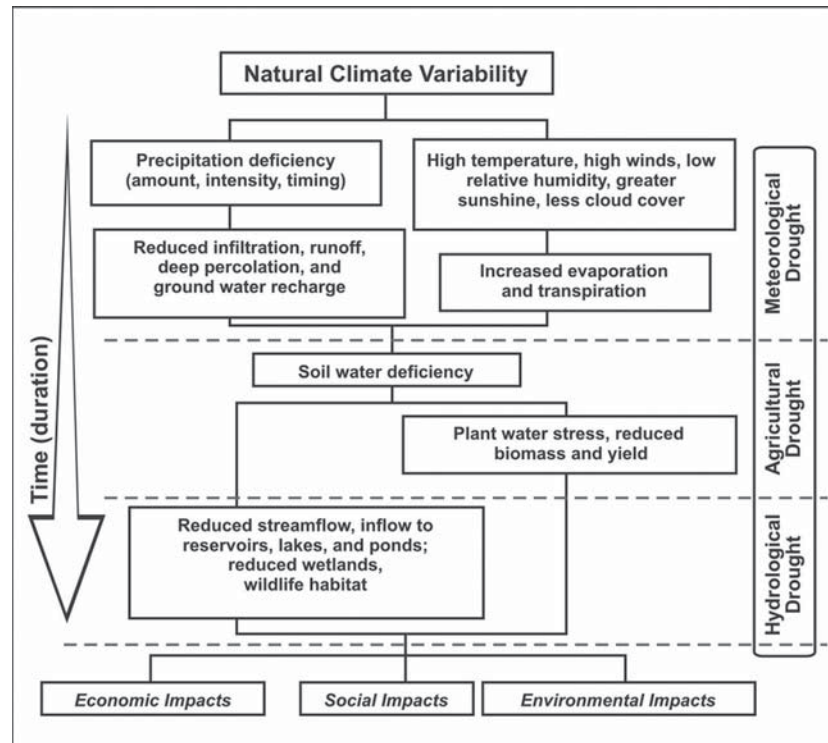 Natural Climate Variability
Precipitation deficiency
(amount, intensity, timing)
High temperature, high winds, low
relative humidity, greater
sunshine, less cloud cover
Reduced infiltration, runoff,
deep percolation, and
ground water recharge
Increased evaporation
and transpiration
Meteorological
Drought
Time (duration)
Soil water deficiency
Plant water stress, reduced
biomass and yield
Agricultural
Drought
Reduced streamflow, inflow to
reservoirs, lakes, and ponds;
reduced wetlands,
wildlife habitat
Hydrological
Drought
Economic Impacts
Social Impacts
Environmental Impacts